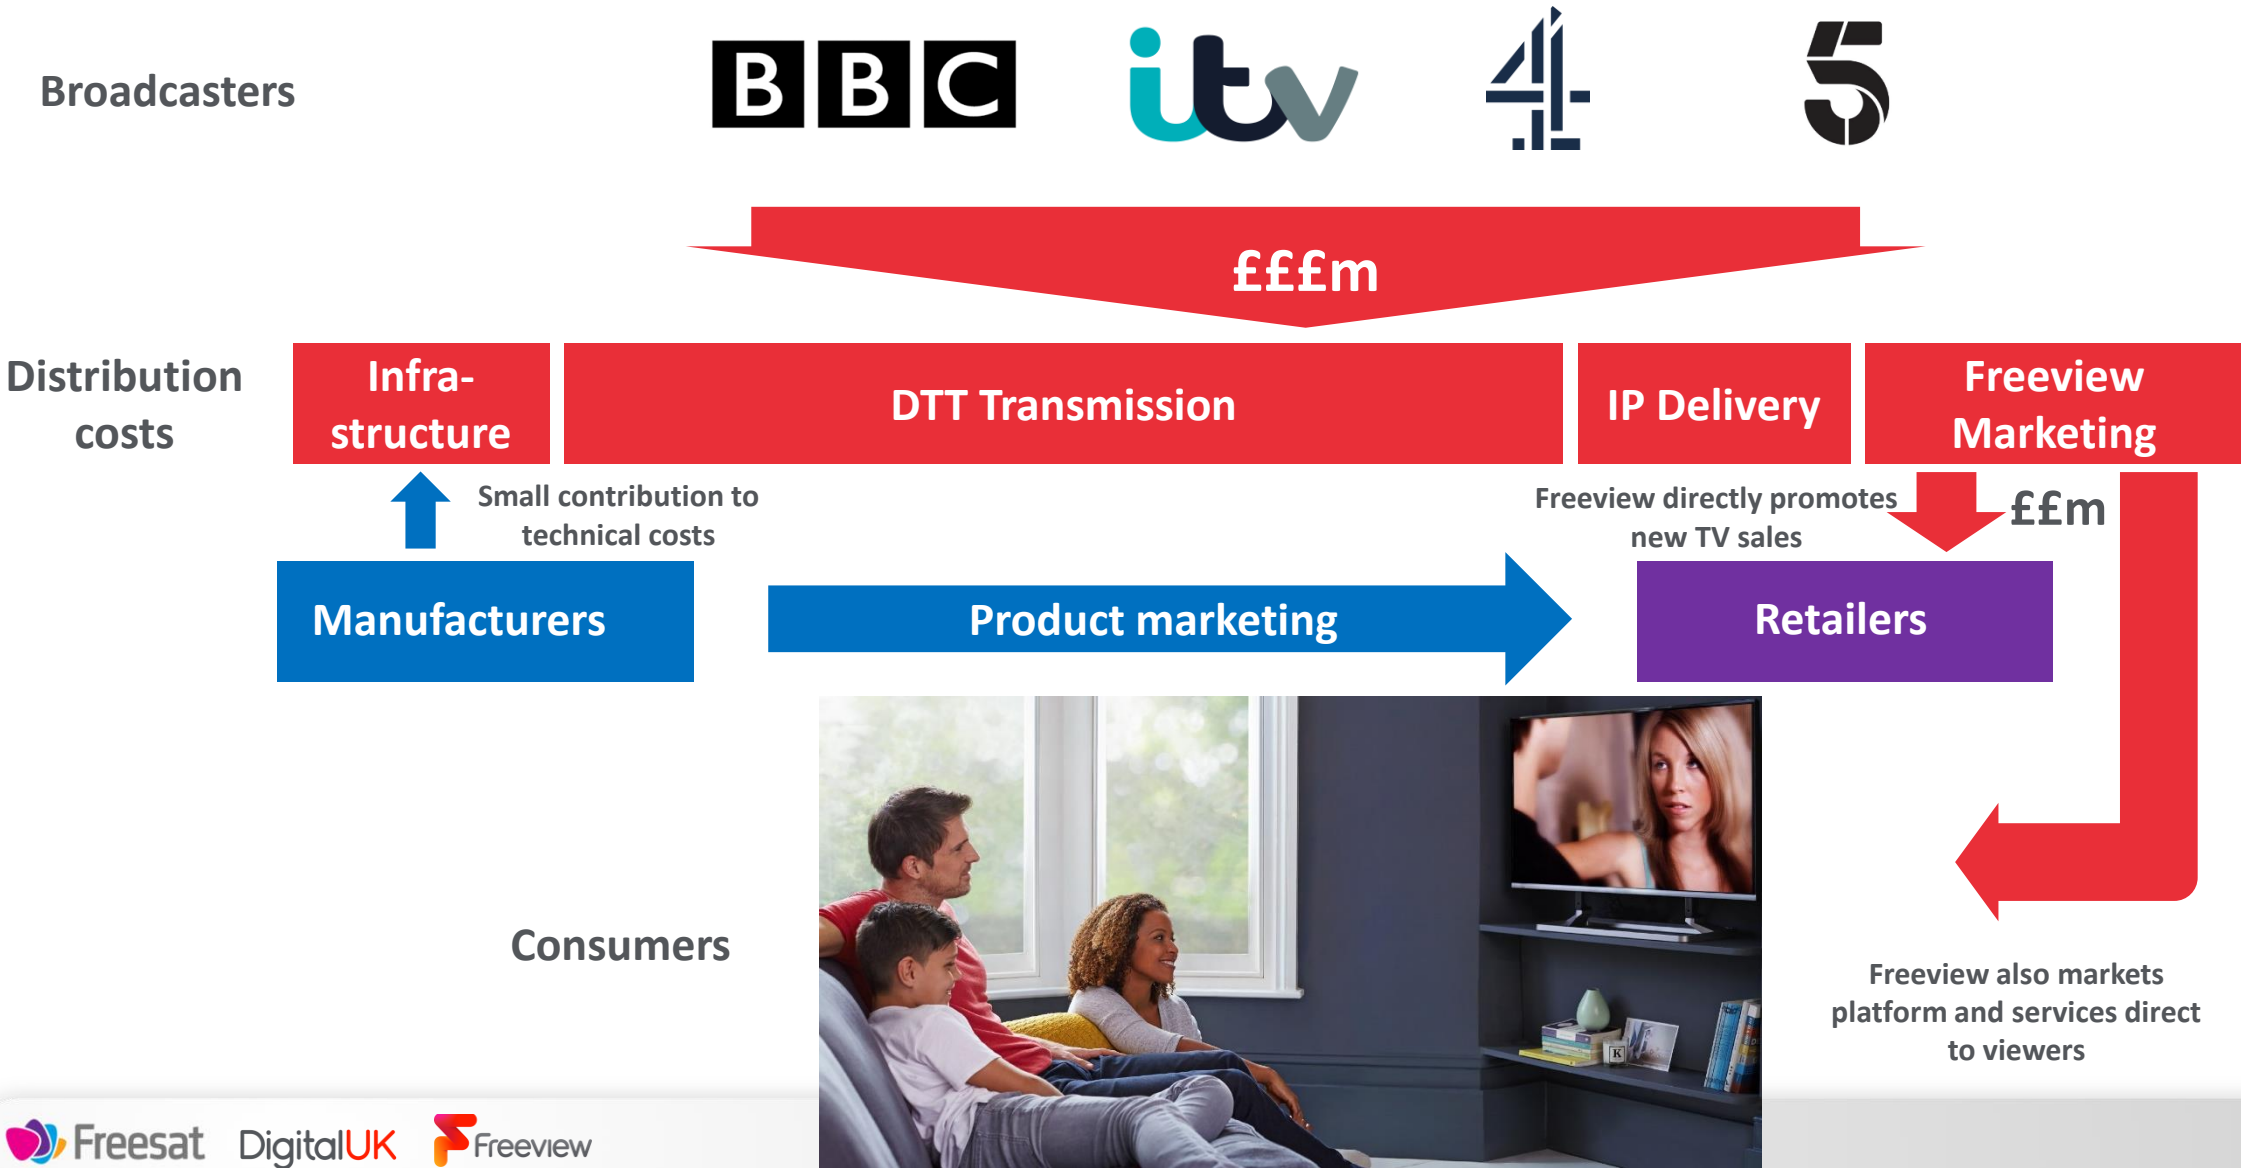 Broadcasters
BBC
itv
4
5
£££m
Distribution
costs
Infra-
structure
DTT Transmission
IP Delivery
Freeview
Marketing
Small contribution to
technical costs
Freeview directly promotes
new TV sales
££m
Manufacturers
Product marketing
Retailers
Consumers
K
Freeview also markets
platform and services direct
to viewers
Freesat
DigitalUK
Freeview